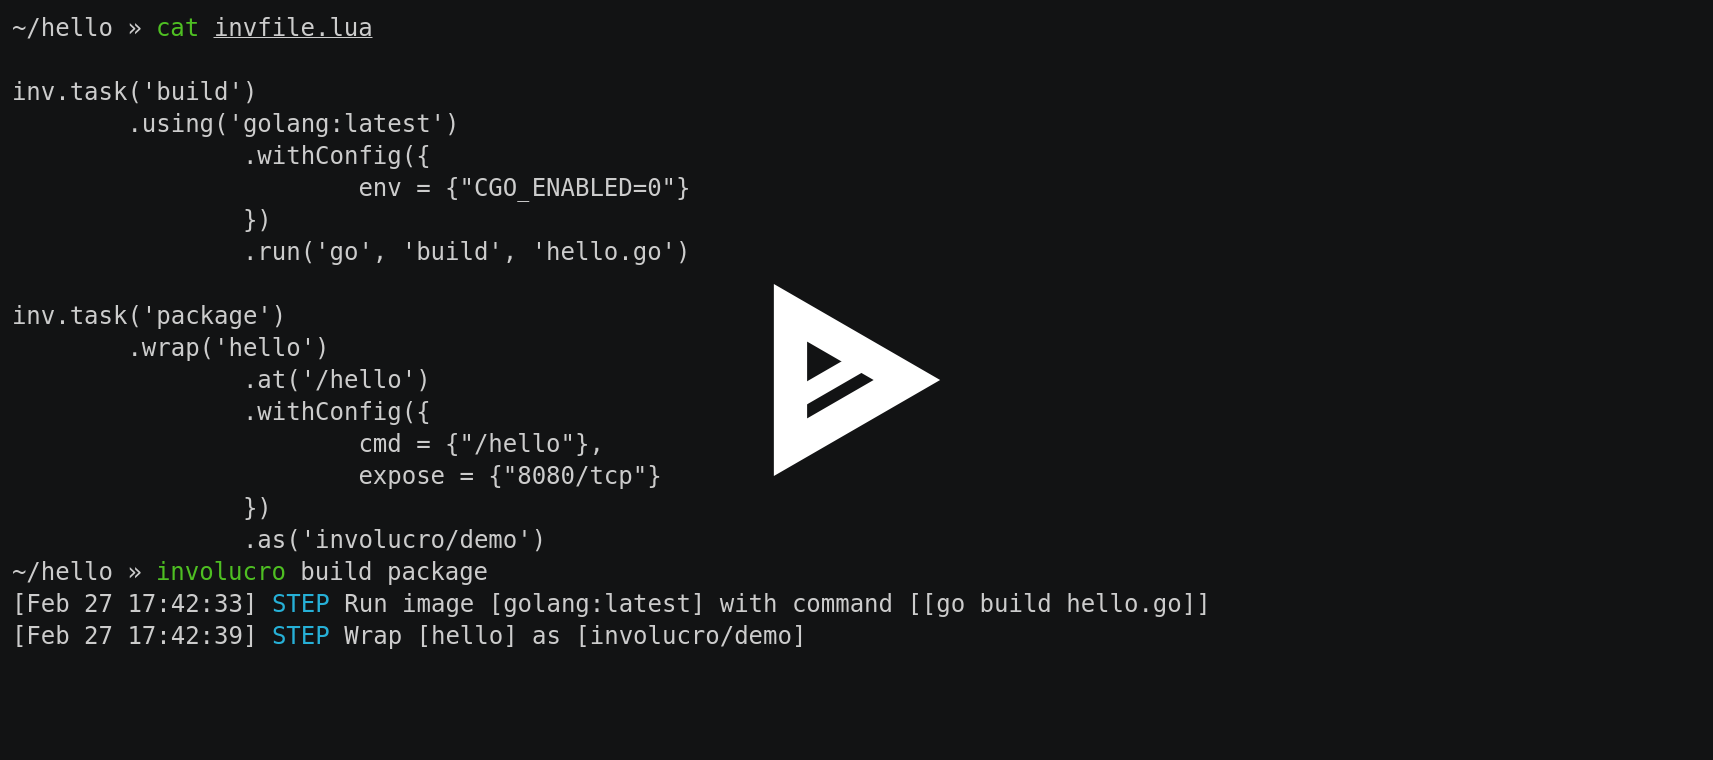 ~/hello » cat invfile.lua
inv.task('build')
        .using('golang:latest')
                .withConfig({
                        env = {"CGO_ENABLED=0"}
                })
                .run('go', 'build', 'hello.go')
inv.task('package')
        .wrap('hello')
                .at('/hello')
                .withConfig({
                        cmd = {"/hello"},
                        expose = {"8080/tcp"}
                })
                .as('involucro/demo')
~/hello » involucro build package
[Feb 27 17:42:33] STEP Run image [golang:latest] with command [[go build hello.go]]
[Feb 27 17:42:39] STEP Wrap [hello] as [involucro/demo]